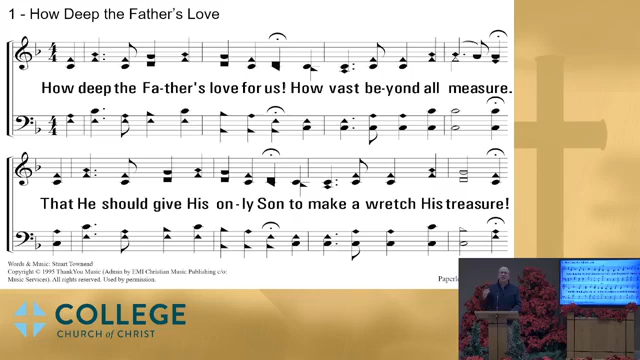 1 - How Deep the Father's Love
How deep the Fa-ther's love for us! How vast be-yond all measure.
That He should give His on-ly Son to make a wretch His treasure!
Words & Music: Stuart Townend
Copyright © 1995 ThankYou Music (Admin by EMI Christian Music Publishing c/o:
Music Services). All rights reserved. Used by permission.
COLLEGE
CHURCH of CHRIST